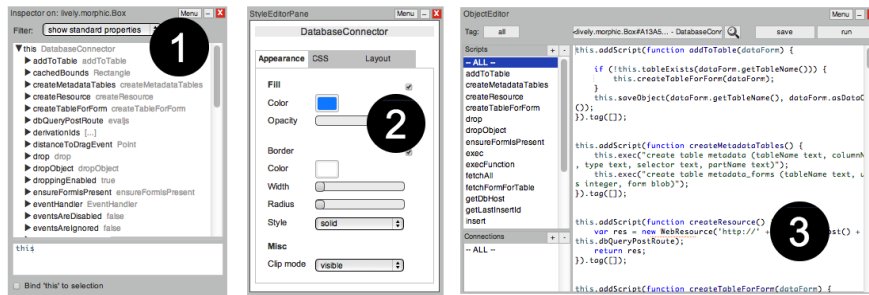 Inspector on: lively.morphic.Box
Menu
–
X
Filter:
show standard properties
1
this DatabaseConnector
addToTable addToTable
cachedBounds Rectangle
createMetadataTables createMetadataTables
createResource createResource
createTableForForm createTableForForm
dbQueryPostRoute evaljs
derivationIds [...]
distanceToDragEvent Point
drop drop
dropObject dropObject
droppingEnabled true
ensureFormIsPresent ensureFormIsPresent
eventHandler EventHandler
eventsAreDisabled false
eventsAreIgnored false
this
Bind 'this' to selection
StyleEditorPane
Menu
–
X
DatabaseConnector
Appearance
CSS
Layout
Fill
Color
Opacity
2
Border
Color
Width
Radius
Style
solid
Misc
Clip mode
visible
ObjectEditor
Menu
–
X
Tag:
all
lively.morphic.Box#A13A5... - DatabaseConr
save
run
Scripts
+
-
-- ALL --
addToTable
createMetadataTables
createResource
createTableForForm
drop
dropObject
ensureFormIsPresent
exec
execFunction
fetchAll
fetchFormForTable
getDbHost
getLastInsertId
insert
Connections
+
-
-- ALL --
this.addScript(function addToTable(dataForm) {
if (!this.tableExists(dataForm.getTableName())) {
this.createTableForForm(dataForm);
}
this.saveObject(dataForm.getTableName(), dataForm.asDataO
());
}).tag([]);
this.addScript(function createMetadataTables() {
this.exec("create table metadata (tableName text, columnN
, type text, selector text, partName text)");
this.exec("create table metadata_forms (tableName text, u
s integer, form blob)");
}).tag([]);
this.addScript(function createResource()
var res = new WebResource('http://' + ost() +
this.dbQueryPostRoute);
return res;
}).tag([]);
3
this.addScript(function createTableForForm(dataForm) {